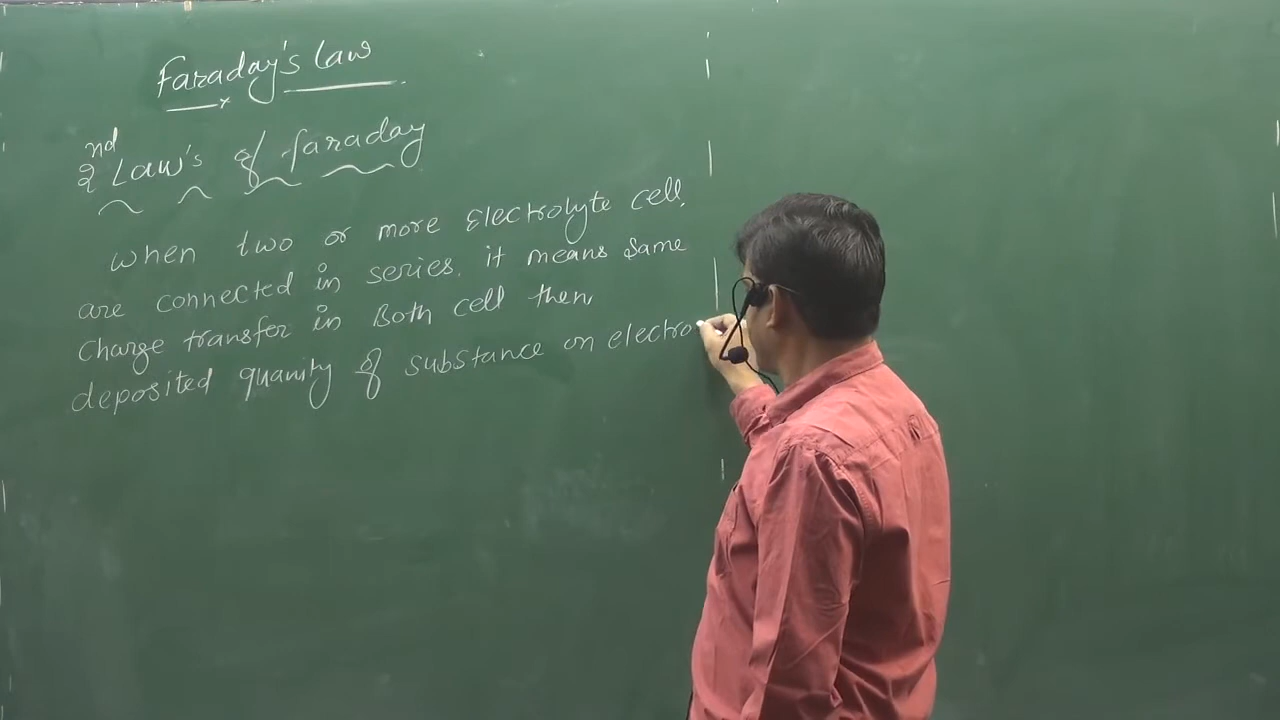 Faraday's Law
2nd Law's of faraday
When two or more Electrolyte cell.
are connected in series. it means same
Charge transfer in Both cell then,
deposited quanity of substance on electro